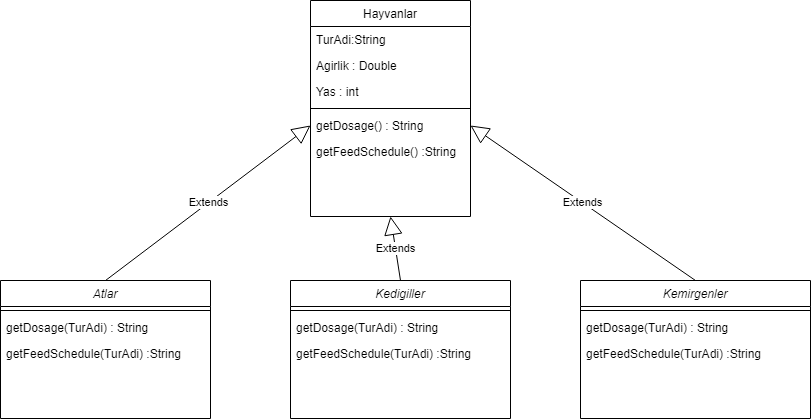 Hayvanlar
TurAdi:String
Agirlik : Double
Yas : int
getDosage() : String
getFeedSchedule() :String
Extends
Extends
Extends
Atlar
getDosage(TurAdi) : String
getFeedSchedule(TurAdi) :String
Kedigiller
getDosage(TurAdi) : String
getFeedSchedule(TurAdi) :String
Kemirgenler
getDosage(TurAdi) : String
getFeedSchedule(TurAdi) :String